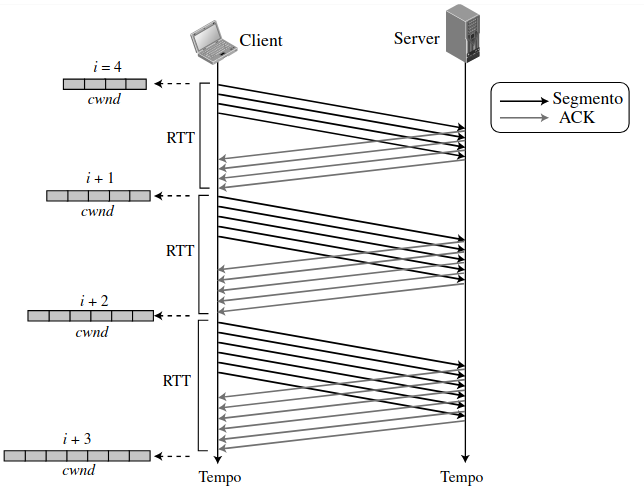 Client
Server
Segmento
ACK
i = 4
cwnd
RTT
i + 1
cwnd
RTT
i + 2
cwnd
RTT
i + 3
cwnd
Tempo
Tempo